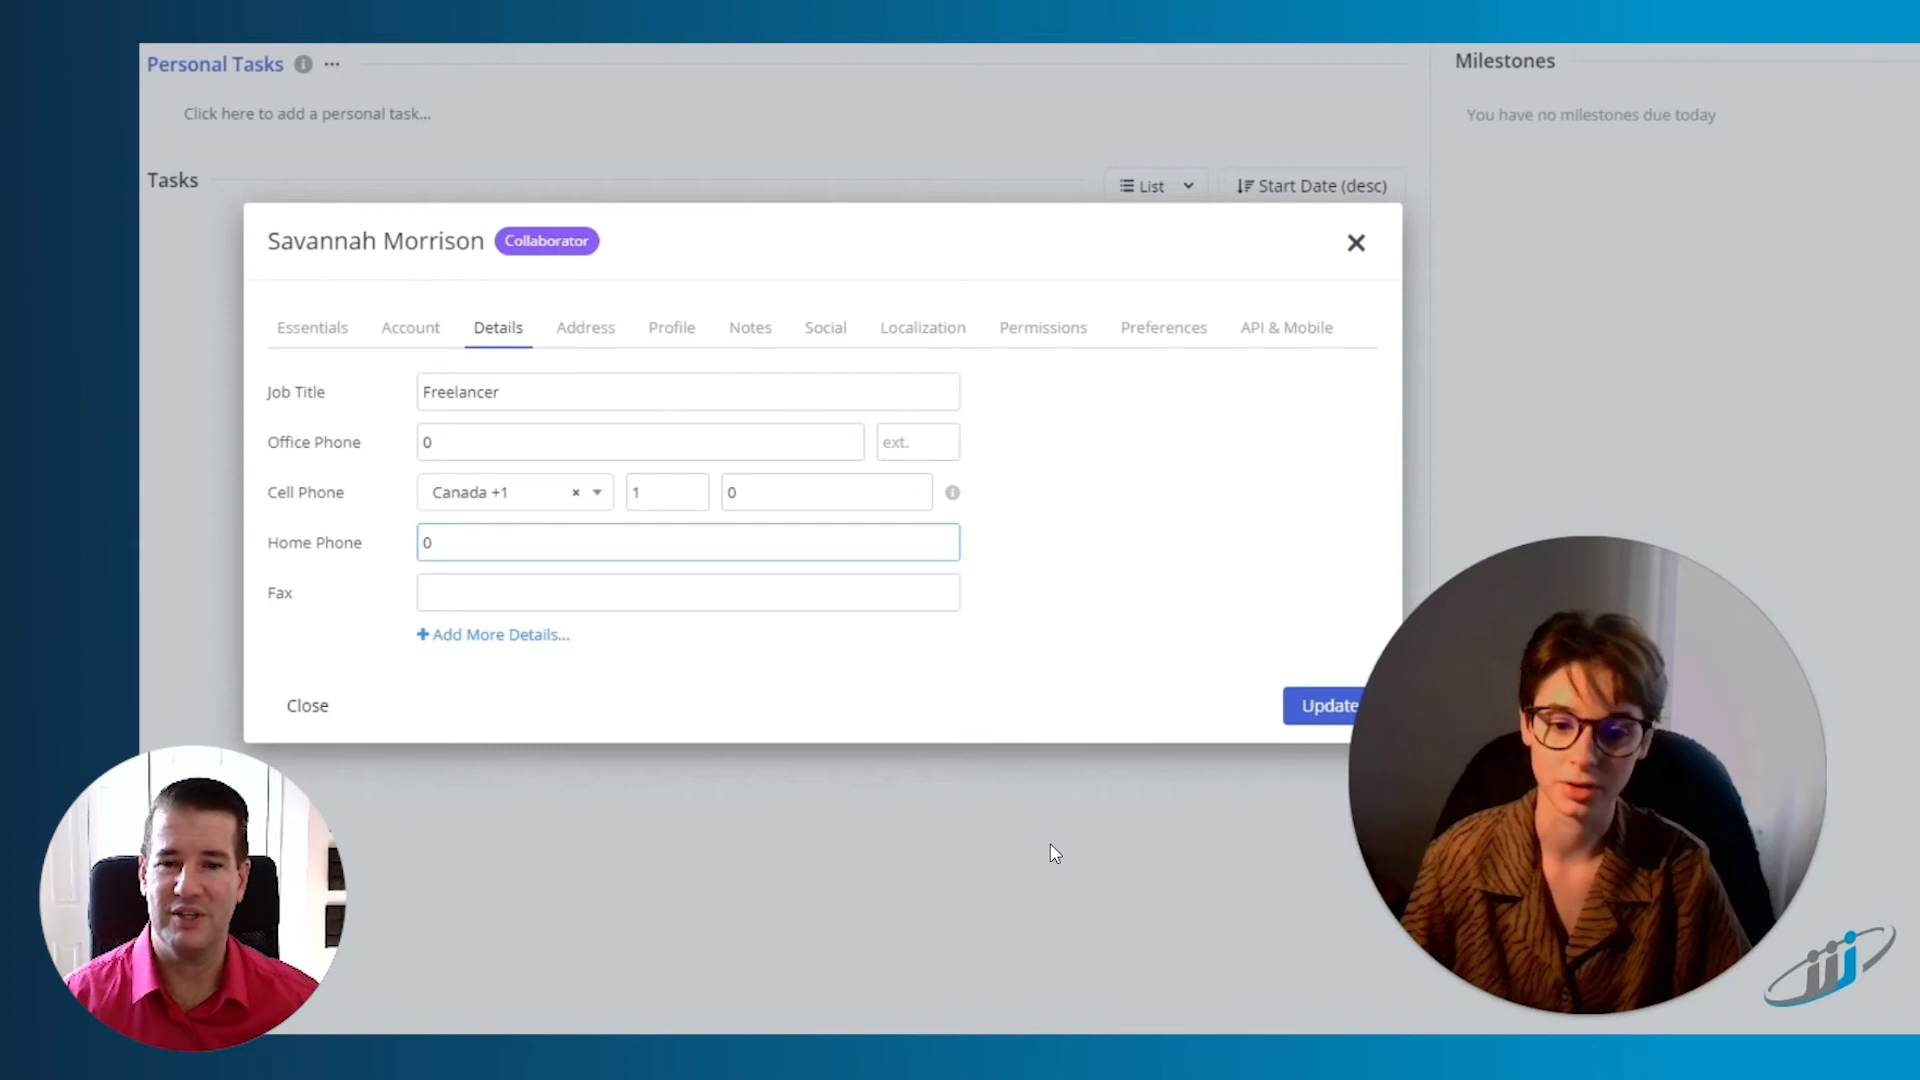 Personal Tasks
Milestones
Click here to add a personal task...
You have no milestones due today
Tasks
List
Start Date (desc)
Savannah Morrison
Collaborator
Essentials Account Details Address Profile Notes Social Localization Permissions Preferences API & Mobile
Job Title Freelancer
Office Phone 0 ext.
Cell Phone Canada +1 1 0
Home Phone 0
Fax
Add More Details...
Close
Update